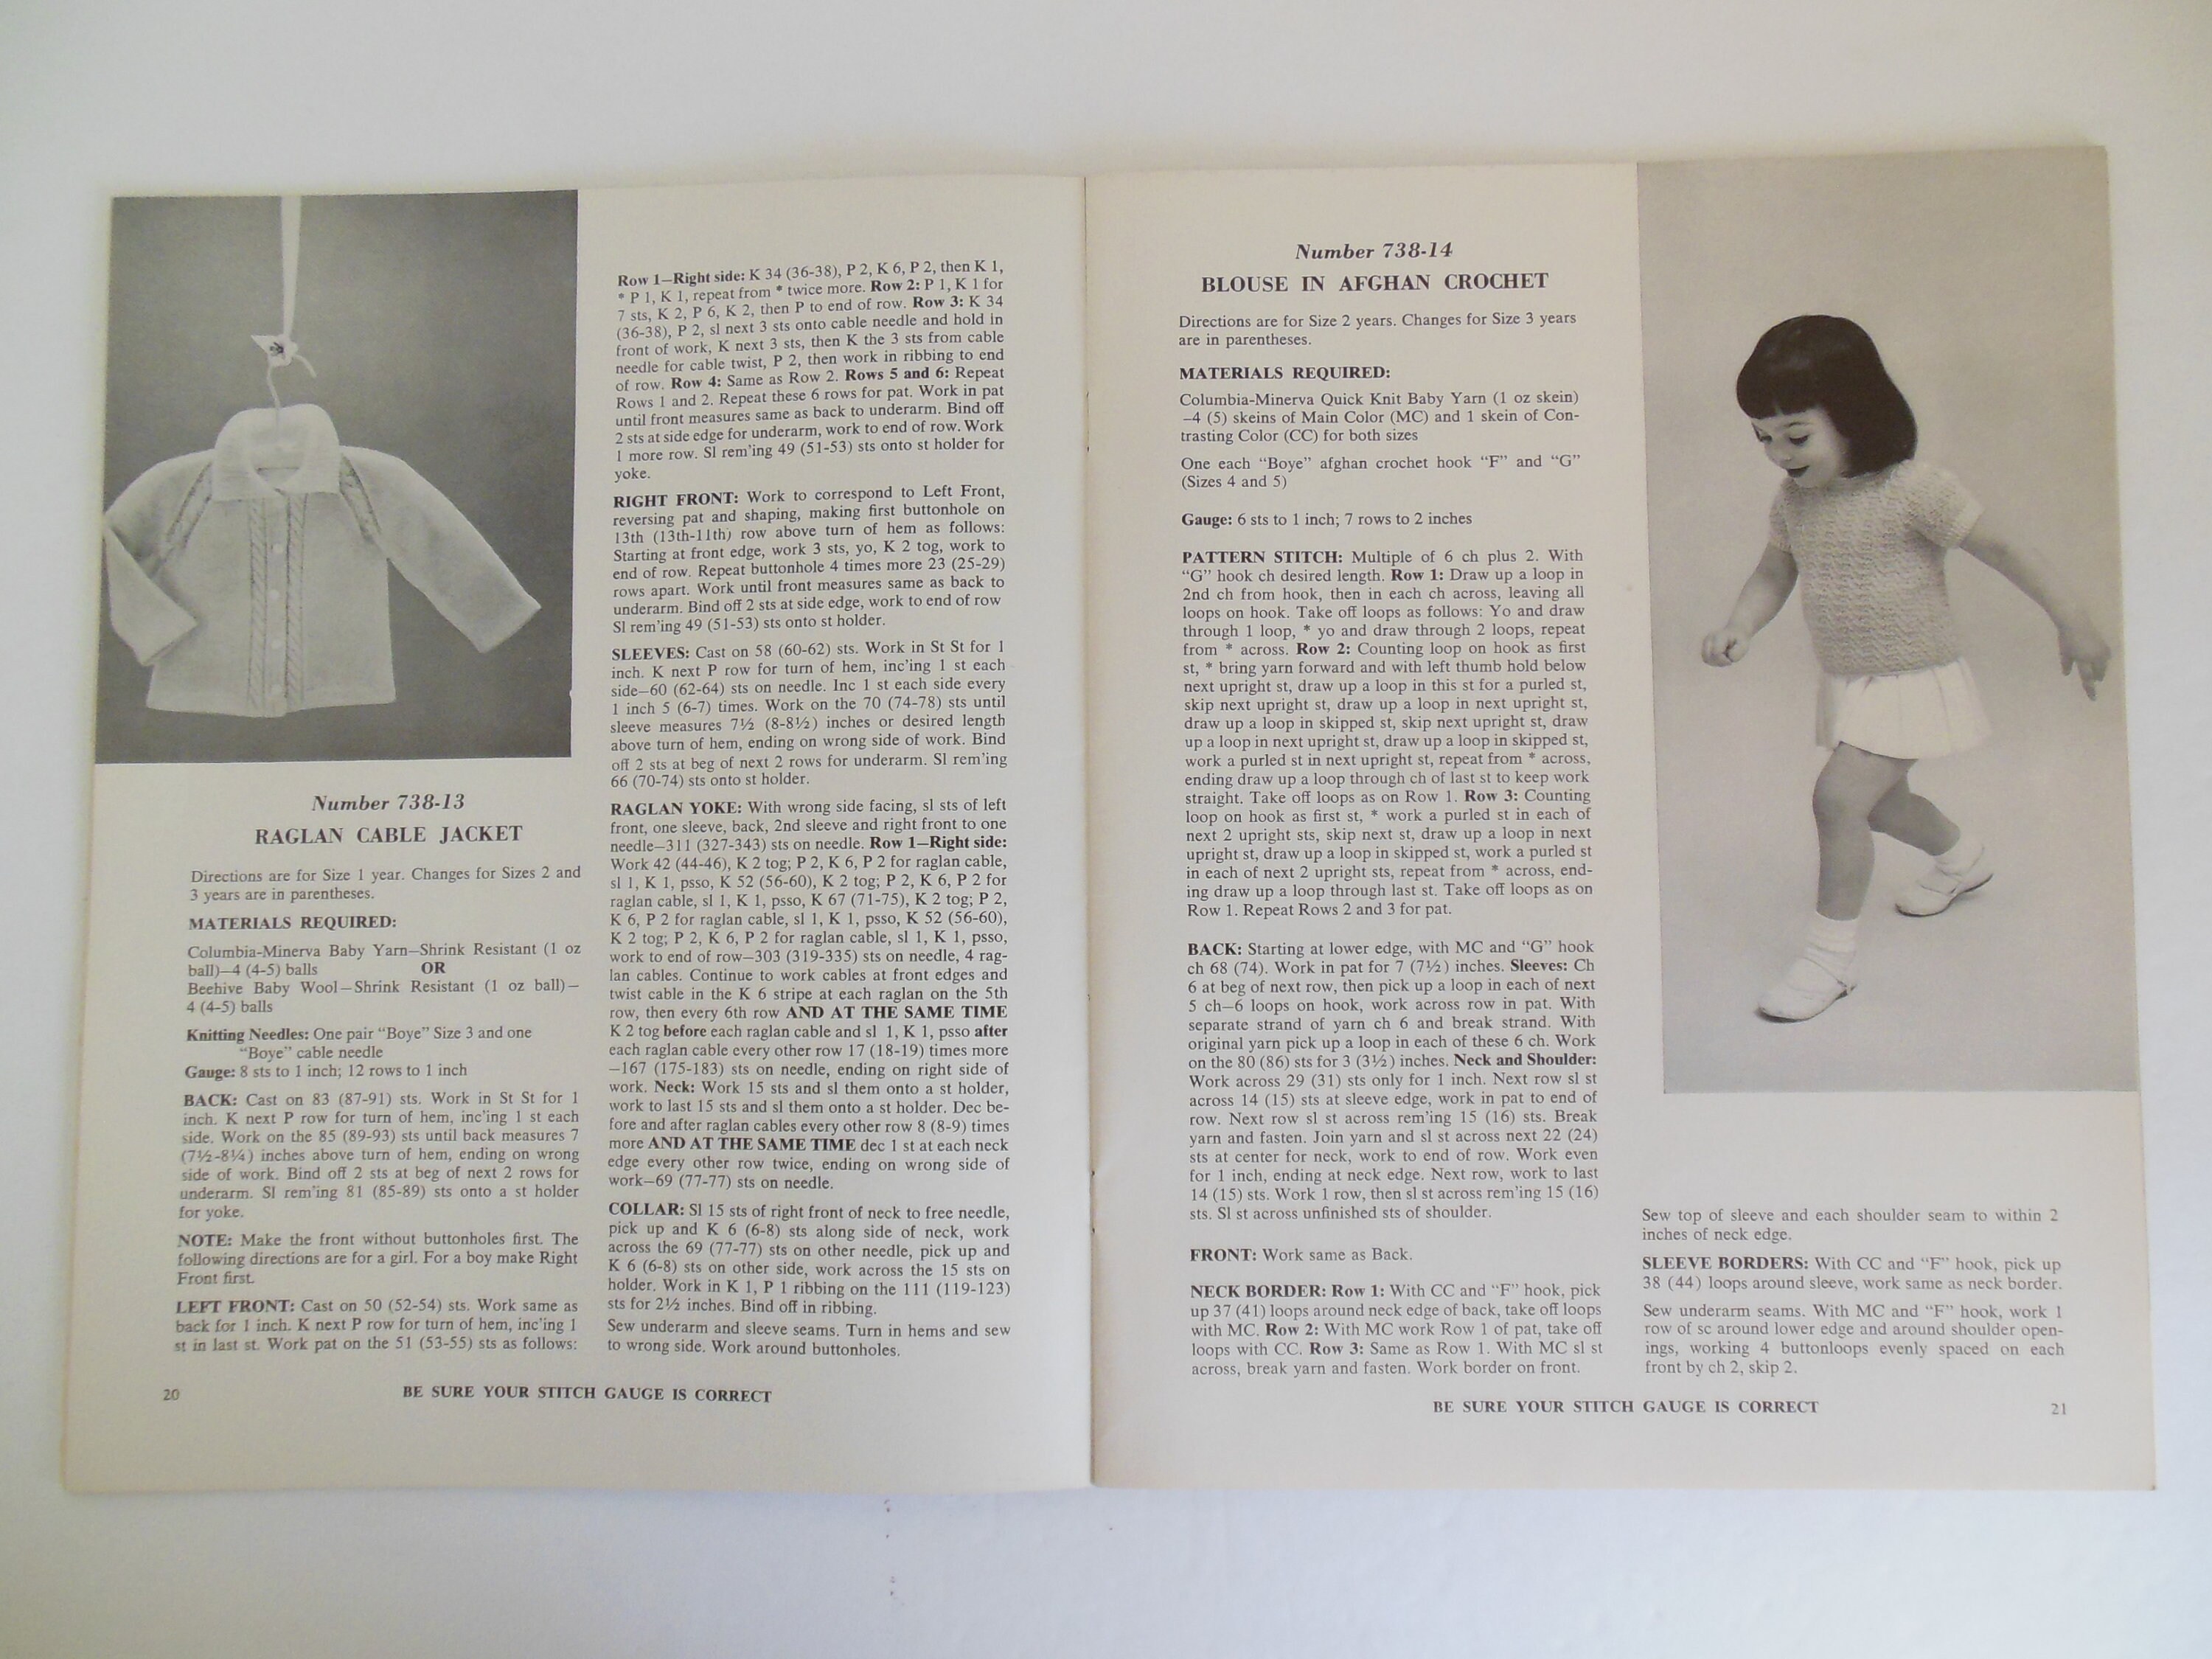 Number 738-13
RAGLAN CABLE JACKET
Directions are for Size 1 year. Changes for Sizes 2 and
3 years are in parentheses.
MATERIALS REQUIRED:
Columbia-Minerva Baby Yarn—Shrink Resistant (1 oz
ball)—4 (4-5) balls OR
Beehive Baby Wool—Shrink Resistant (1 oz ball)—
4 (4-5) balls
Knitting Needles: One pair "Boye" Size 3 and one
"Boye" cable needle
Gauge: 8 sts to 1 inch; 12 rows to 1 inch
BACK: Cast on 83 (87-91) sts. Work in St St for 1
inch. K next P row for turn of hem, inc'ing 1 st each
side. Work on the 85 (89-93) sts until back measures 7
(7½-8¼) inches above turn of hem, ending on wrong
side of work. Bind off 2 sts at beg of next 2 rows for
underarm. Sl rem'ing 81 (85-89) sts onto a st holder
for yoke.
NOTE: Make the front without buttonholes first. The
following directions are for a girl. For a boy make Right
Front first.
LEFT FRONT: Cast on 50 (52-54) sts. Work same as
back for 1 inch. K next P row for turn of hem, inc'ing 1
st in last st. Work pat on the 51 (53-55) sts as follows:
Row 1—Right side: K 34 (36-38), P 2, K 6, P 2, then K 1,
* P 1, K 1, repeat from * twice more. Row 2: P 1, K 1 for
7 sts, K 2, P 6, K 2, then P to end of row. Row 3: K 34
(36-38), P 2, sl next 3 sts onto cable needle and hold in
front of work, K next 3 sts, then K the 3 sts from cable
needle for cable twist, P 2, then work in ribbing to end
of row. Row 4: Same as Row 2. Rows 5 and 6: Repeat
Rows 1 and 2. Repeat these 6 rows for pat. Work in pat
until front measures same as back to underarm. Bind off
2 sts at side edge for underarm, work to end of row. Work
1 more row. Sl rem'ing 49 (51-53) sts onto st holder for
yoke.
RIGHT FRONT: Work to correspond to Left Front,
reversing pat and shaping, making first buttonhole on
13th (13th-11th) row above turn of hem as follows:
Starting at front edge, work 3 sts, yo, K 2 tog, work to
end of row. Repeat buttonhole 4 times more 23 (25-29)
rows apart. Work until front measures same as back to
underarm. Bind off 2 sts at side edge, work to end of row
Sl rem'ing 49 (51-53) sts onto st holder.
SLEEVES: Cast on 58 (60-62) sts. Work in St St for 1
inch. K next P row for turn of hem, inc'ing 1 st each
side—60 (62-64) sts on needle. Inc 1 st each side every
1 inch 5 (6-7) times. Work on the 70 (74-78) sts until
sleeve measures 7½ (8-8½) inches or desired length
above turn of hem, ending on wrong side of work. Bind
off 2 sts at beg of next 2 rows for underarm. Sl rem'ing
66 (70-74) sts onto st holder.
RAGLAN YOKE: With wrong side facing, sl sts of left
front, one sleeve, back, 2nd sleeve and right front to one
needle—311 (327-343) sts on needle. Row 1—Right side:
Work 42 (44-46), K 2 tog; P 2, K 6, P 2 for raglan cable,
sl 1, K 1, psso, K 52 (56-60), K 2 tog; P 2, K 6, P 2 for
raglan cable, sl 1, K 1, psso, K 67 (71-75), K 2 tog; P 2,
K 6, P 2 for raglan cable, sl 1, K 1, psso, K 52 (56-60),
K 2 tog; P 2, K 6, P 2 for raglan cable, sl 1, K 1, psso,
work to end of row—303 (319-335) sts on needle, 4 rag-
lan cables. Continue to work cables at front edges and
twist cable in the K 6 stripe at each raglan on the 5th
row, then every 6th row AND AT THE SAME TIME
K 2 tog before each raglan cable and sl 1, K 1, psso after
each raglan cable every other row 17 (18-19) times more
—167 (175-183) sts on needle, ending on right side of
work. Neck: Work 15 sts and sl them onto a st holder,
work to last 15 sts and sl them onto a st holder. Dec be-
fore and after raglan cables every other row 8 (8-9) times
more AND AT THE SAME TIME dec 1 st at each neck
edge every other row twice, ending on wrong side of
work—69 (77-77) sts on needle.
COLLAR: Sl 15 sts of right front of neck to free needle,
pick up and K 6 (6-8) sts along side of neck, work
across the 69 (77-77) sts on other needle, pick up and
K 6 (6-8) sts on other side, work across the 15 sts on
holder. Work in K 1, P 1 ribbing on the 111 (119-123)
sts for 2½ inches. Bind off in ribbing.
Sew underarm and sleeve seams. Turn in hems and sew
to wrong side. Work around buttonholes.
20
BE SURE YOUR STITCH GAUGE IS CORRECT
Number 738-14
BLOUSE IN AFGHAN CROCHET
Directions are for Size 2 years. Changes for Size 3 years
are in parentheses.
MATERIALS REQUIRED:
Columbia-Minerva Quick Knit Baby Yarn (1 oz skein)
—4 (5) skeins of Main Color (MC) and 1 skein of Con-
trasting Color (CC) for both sizes
One each "Boye" afghan crochet hook "F" and "G"
(Sizes 4 and 5)
Gauge: 6 sts to 1 inch; 7 rows to 2 inches
PATTERN STITCH: Multiple of 6 ch plus 2. With
"G" hook ch desired length. Row 1: Draw up a loop in
2nd ch from hook, then in each ch across, leaving all
loops on hook. Take off loops as follows: Yo and draw
through 1 loop, * yo and draw through 2 loops, repeat
from * across. Row 2: Counting loop on hook as first
st, * bring yarn forward and with left thumb hold below
next upright st, draw up a loop in this st for a purled st,
skip next upright st, draw up a loop in next upright st,
draw up a loop in skipped st, skip next upright st, draw
up a loop in next upright st, draw up a loop in skipped st,
work a purled st in next upright st, repeat from * across,
ending draw up a loop through ch of last st to keep work
straight. Take off loops as on Row 1. Row 3: Counting
loop on hook as first st, * work a purled st in each of
next 2 upright sts, skip next st, draw up a loop in next
upright st, draw up a loop in skipped st, work a purled st
in each of next 2 upright sts, repeat from * across, end-
ing draw up a loop through last st. Take off loops as on
Row 1. Repeat Rows 2 and 3 for pat.
BACK: Starting at lower edge, with MC and "G" hook
ch 68 (74). Work in pat for 7 (7½) inches. Sleeves: Ch
6 at beg of next row, then pick up a loop in each of next
5 ch—6 loops on hook, work across row in pat. With
separate strand of yarn ch 6 and break strand. With
original yarn pick up a loop in each of these 6 ch. Work
on the 80 (86) sts for 3 (3½) inches. Neck and Shoulder:
Work across 29 (31) sts only for 1 inch. Next row sl st
across 14 (15) sts at sleeve edge, work in pat to end of
row. Next row sl st across rem'ing 15 (16) sts. Break
yarn and fasten. Join yarn and sl st across next 22 (24)
sts at center for neck, work to end of row. Work even
for 1 inch, ending at neck edge. Next row, work to last
14 (15) sts. Work 1 row, then sl st across rem'ing 15 (16)
sts. Sl st across unfinished sts of shoulder.
FRONT: Work same as Back.
NECK BORDER: Row 1: With CC and "F" hook, pick
up 37 (41) loops around neck edge of back, take off loops
with MC. Row 2: With MC work Row 1 of pat, take off
loops with CC. Row 3: Same as Row 1. With MC sl st
across, break yarn and fasten. Work border on front.
Sew top of sleeve and each shoulder seam to within 2
inches of neck edge.
SLEEVE BORDERS: With CC and "F" hook, pick up
38 (44) loops around sleeve, work same as neck border.
Sew underarm seams. With MC and "F" hook, work 1
row of sc around lower edge and around shoulder open-
ings, working 4 buttonloops evenly spaced on each
front by ch 2, skip 2.
BE SURE YOUR STITCH GAUGE IS CORRECT
21